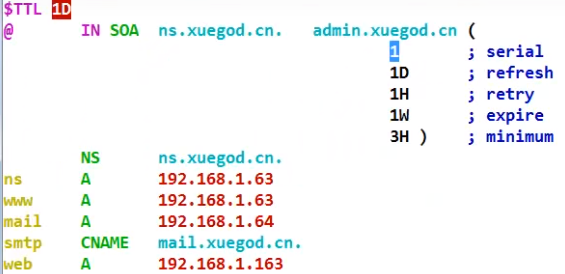 $TTL 1D
@ IN SOA ns.xuegod.cn. admin.xuegod.cn (
1 ; serial
1D ; refresh
1H ; retry
1W ; expire
3H ) ; minimum
NS ns.xuegod.cn.
ns A 192.168.1.63
www A 192.168.1.63
mail A 192.168.1.64
smtp CNAME mail.xuegod.cn.
web A 192.168.1.163